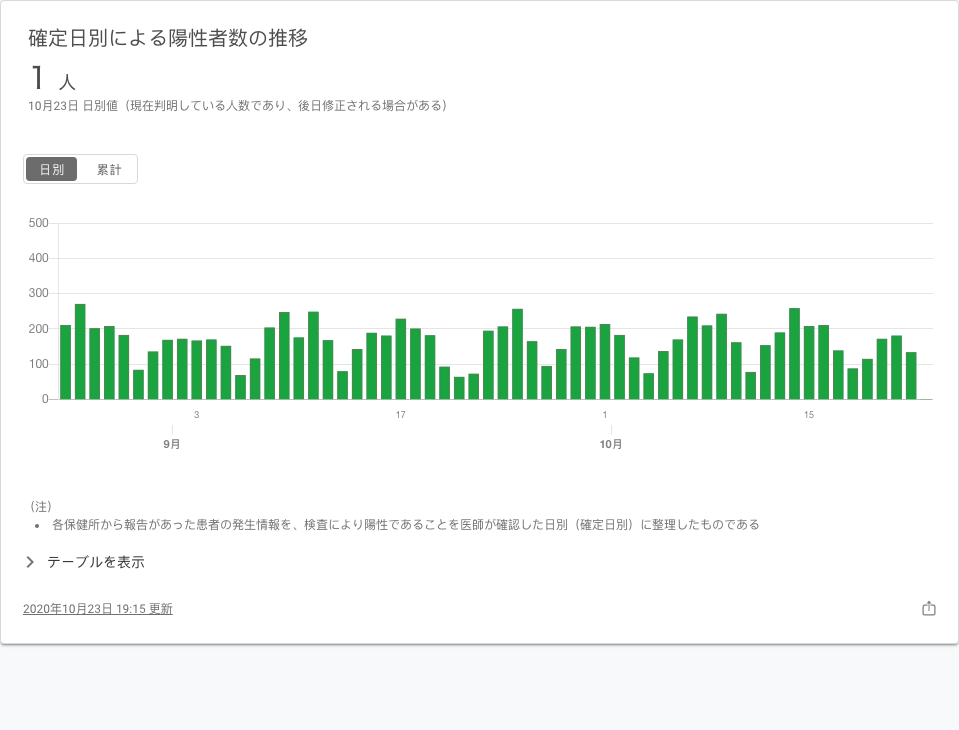 確定日別による陽性者数の推移
1 人
10月23日 日別値（現在判明している人数であり、後日修正される場合がある）
日別 累計
500
400
300
200
100
0
3 17 1 15
9月 10月
（注）
• 各保健所から報告があった患者の発生情報を、検査により陽性であることを医師が確認した日別（確定日別）に整理したものである
テーブルを表示
2020年10月23日 19:15 更新